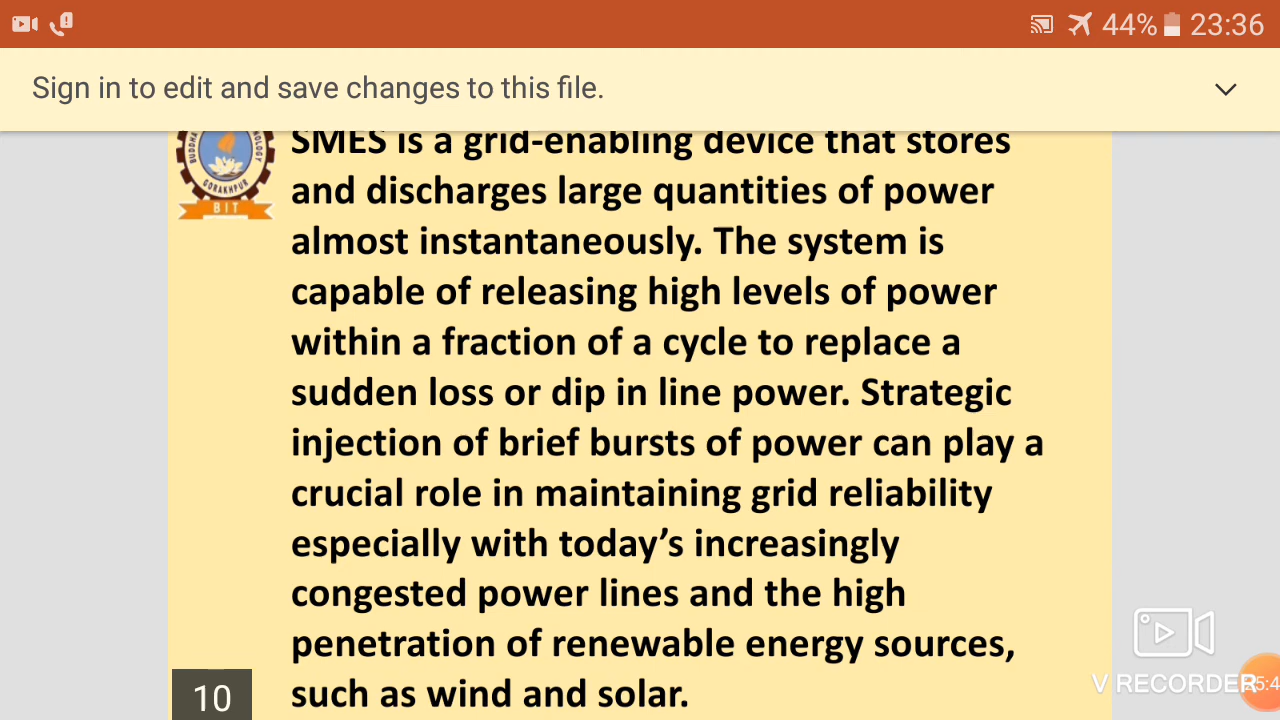 44% 23:36
Sign in to edit and save changes to this file.
SMES is a grid-enabling device that stores
and discharges large quantities of power
almost instantaneously. The system is
capable of releasing high levels of power
within a fraction of a cycle to replace a
sudden loss or dip in line power. Strategic
injection of brief bursts of power can play a
crucial role in maintaining grid reliability
especially with today’s increasingly
congested power lines and the high
penetration of renewable energy sources,
such as wind and solar.
GORAKHPUR
BIT
10
V RECORDER